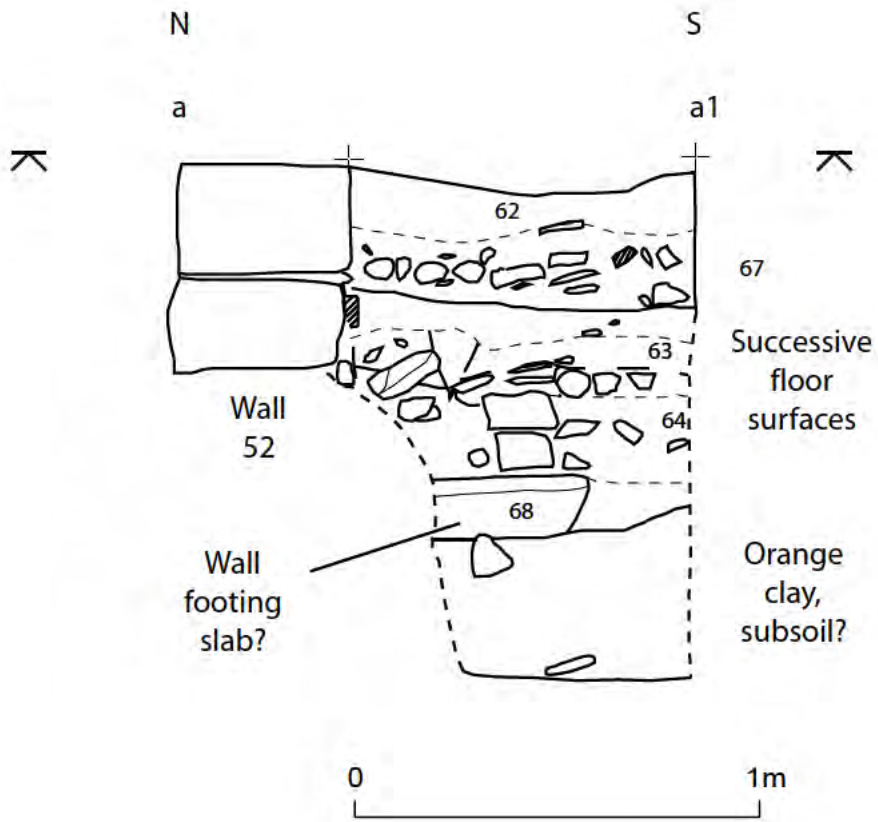 N
S
a
a1
62
67
63
Successive
floor
surfaces
Wall
52
64
68
Wall
footing
slab?
Orange
clay,
subsoil?
0
1m